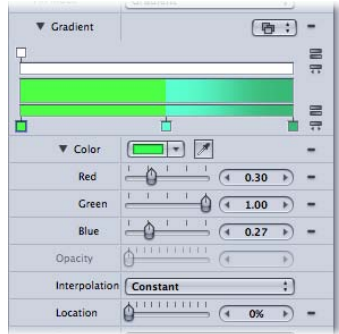 Gradient
Color
Red 0.30
Green 1.00
Blue 0.27
Opacity
Interpolation Constant
Location 0%